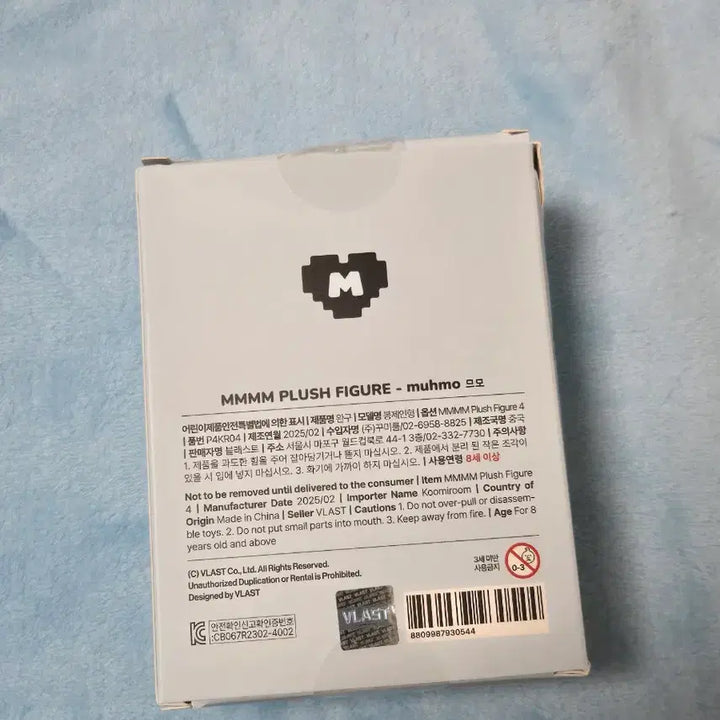 M
MMMM PLUSH FIGURE - muhmo 므모
어린이제품안전특별법에 의한 표시 | 제품명 완구 | 모델명 봉제인형 | 옵션 MMMM Plush Figure 4
| 품번 P4KR04 | 제조연월 2025/02 | 수입자명 (주)꾸미룸/02-6958-8825 | 제조국명 중국
| 판매자명 블래스트 | 주소 서울시 마포구 월드컵북로 44-1 3층/02-332-7730 | 주의사항
1. 제품을 과도한 힘을 주어 잡아당기거나 뜯지 마십시오. 2. 제품에서 분리 된 작은 조각이
있을 시 입에 넣지 마십시오. 3. 화기에 가까이 하지 마십시오. | 사용연령 8세 이상
Not to be removed until delivered to the consumer | Item MMMM Plush Figure
4 | Manufacturer Date 2025/02 | Importer Name Koomiroom | Country of
Origin Made in China | Seller VLAST | Cautions 1. Do not over-pull or disassem-
ble toys. 2. Do not put small parts into mouth. 3. Keep away from fire. | Age For 8
years old and above
(C) VLAST Co., Ltd. All Rights Reserved.
Unauthorized Duplication or Rental is Prohibited.
Designed by VLAST
3세 미만
사용금지
0-3
안전확인신고확인증번호
:CB067R2302-4002
VLAST
8809987930544